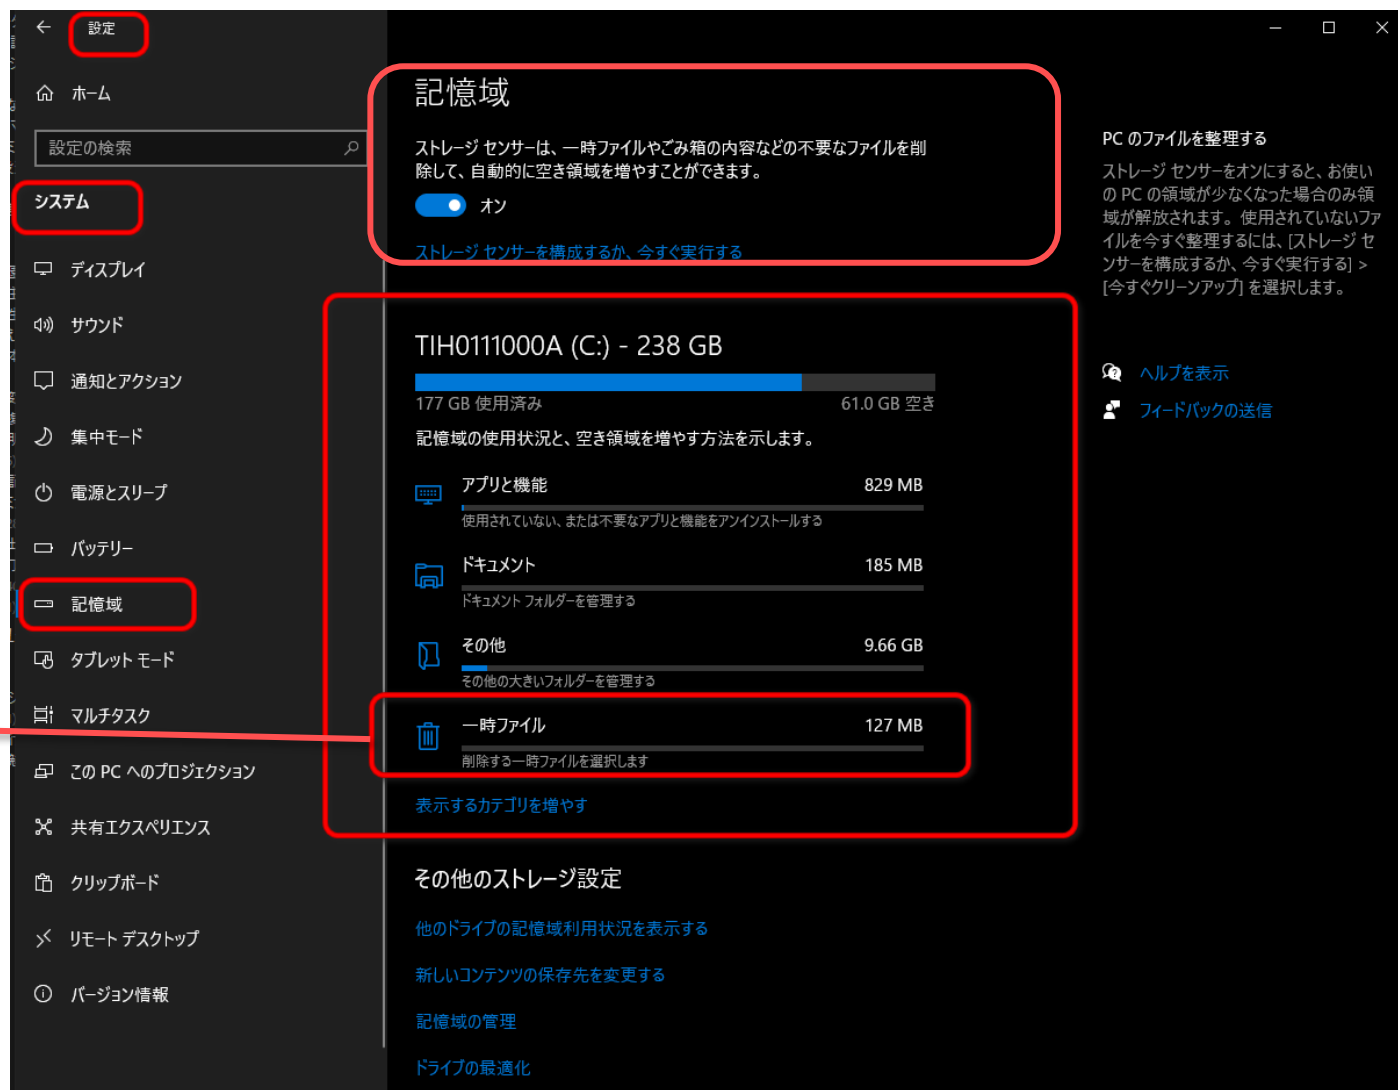 設定
ホーム
設定の検索
システム
ディスプレイ
サウンド
通知とアクション
集中モード
電源とスリープ
バッテリー
記憶域
タブレット モード
マルチタスク
この PC へのプロジェクション
共有エクスペリエンス
クリップボード
リモート デスクトップ
バージョン情報
記憶域
ストレージ センサーは、一時ファイルやごみ箱の内容などの不要なファイルを削
除して、自動的に空き領域を増やすことができます。
オン
ストレージ センサーを構成するか、今すぐ実行する
TIH0111000A (C:) - 238 GB
177 GB 使用済み 61.0 GB 空き
記憶域の使用状況と、空き領域を増やす方法を示します。
アプリと機能 829 MB
使用されていない、または不要なアプリと機能をアンインストールする
ドキュメント 185 MB
ドキュメント フォルダーを管理する
その他 9.66 GB
その他の大きいフォルダーを管理する
一時ファイル 127 MB
削除する一時ファイルを選択します
表示するカテゴリを増やす
その他のストレージ設定
他のドライブの記憶域利用状況を表示する
新しいコンテンツの保存先を変更する
記憶域の管理
ドライブの最適化
PC のファイルを整理する
ストレージ センサーをオンにすると、お使い
の PC の領域が少なくなった場合のみ領
域が解放されます。使用されていないファ
イルを今すぐ整理するには、[ストレージ セ
ンサーを構成するか、今すぐ実行する] >
[今すぐクリーンアップ] を選択します。
ヘルプを表示
フィードバックの送信